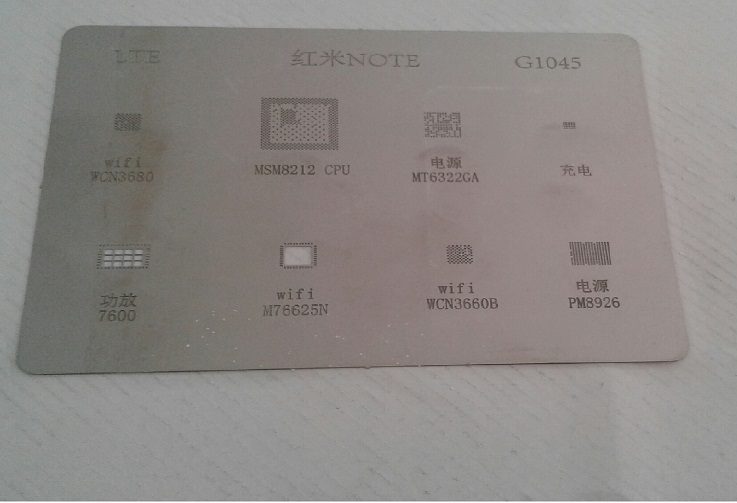 LTE 红米NOTE G1045
wifi
WCN3680
MSM8212 CPU
电源
MT6322GA
充电
功放
7600
wifi
M76625N
wifi
WCN3660B
电源
PM8926